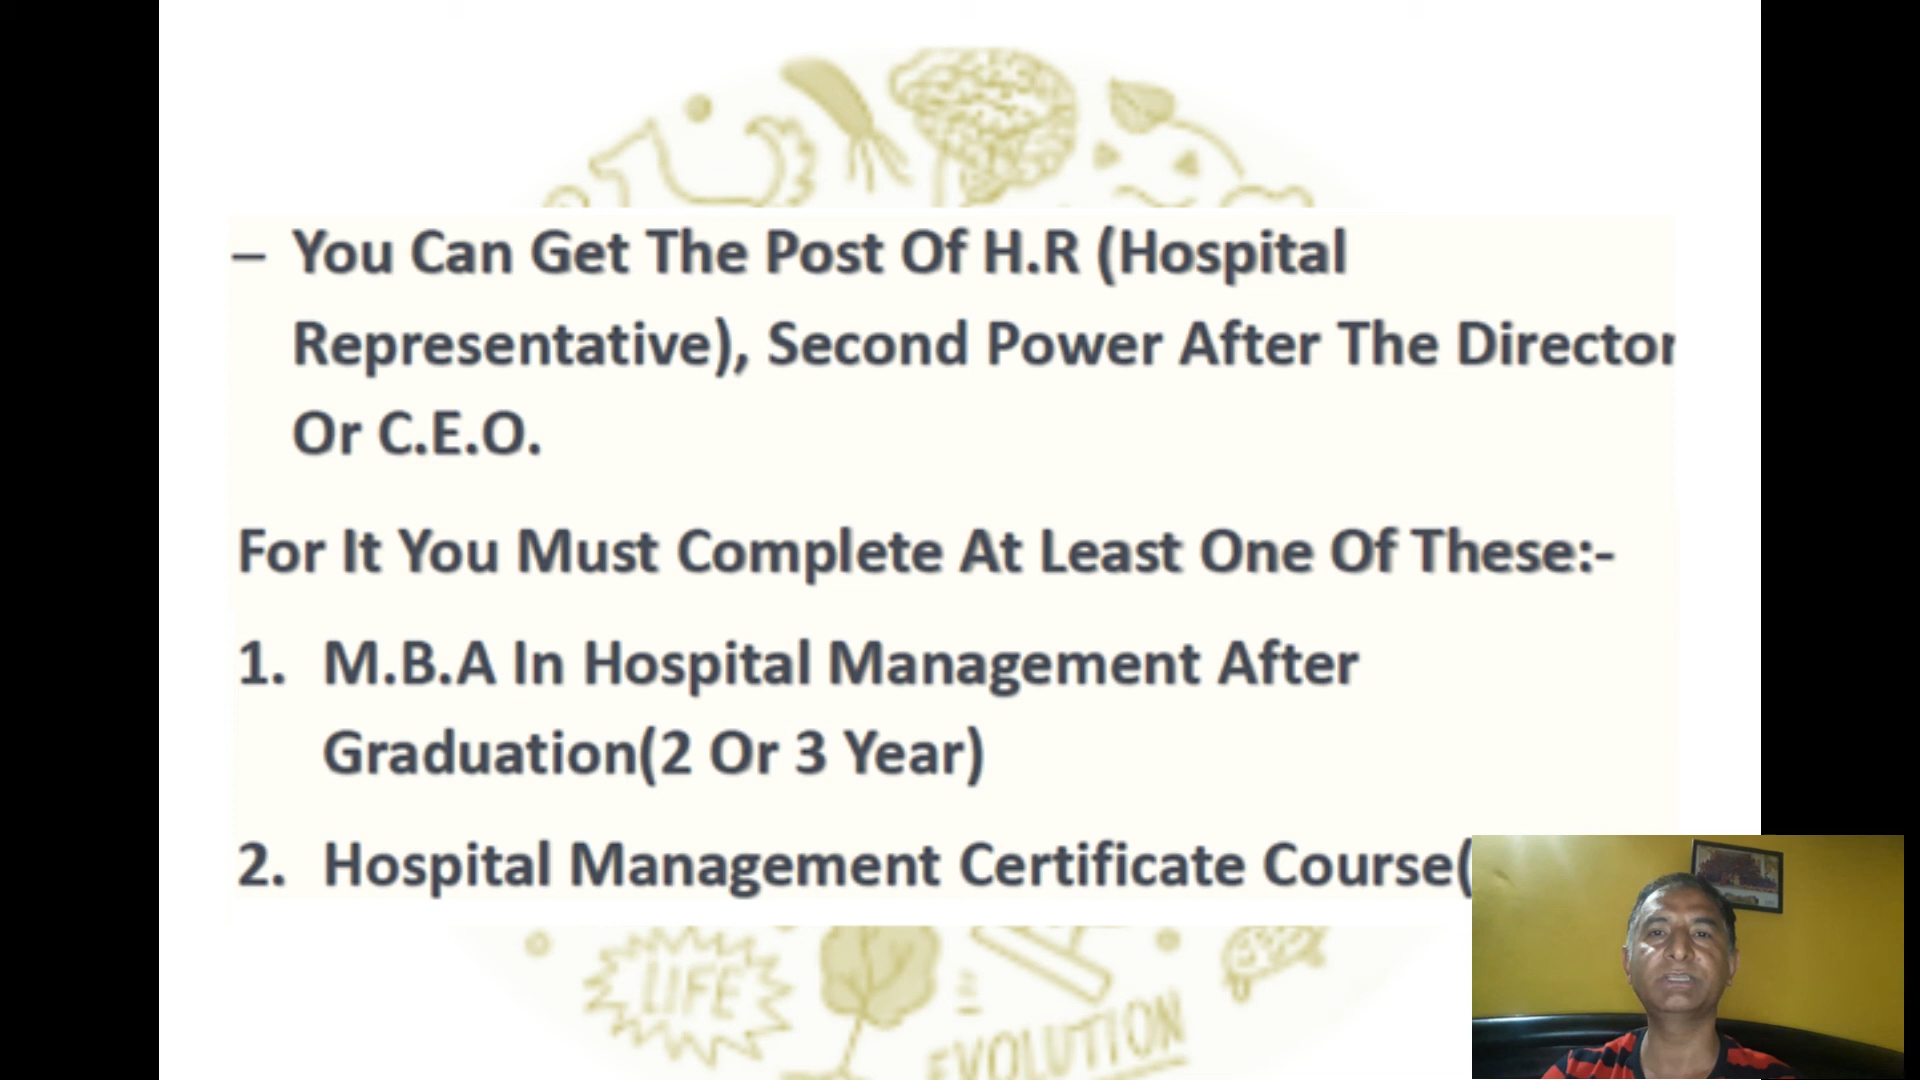 – You Can Get The Post Of H.R (Hospital
Representative), Second Power After The Director
Or C.E.O.
For It You Must Complete At Least One Of These:-
1. M.B.A In Hospital Management After
Graduation(2 Or 3 Year)
2. Hospital Management Certificate Course(
LIFE
EVOLUTION